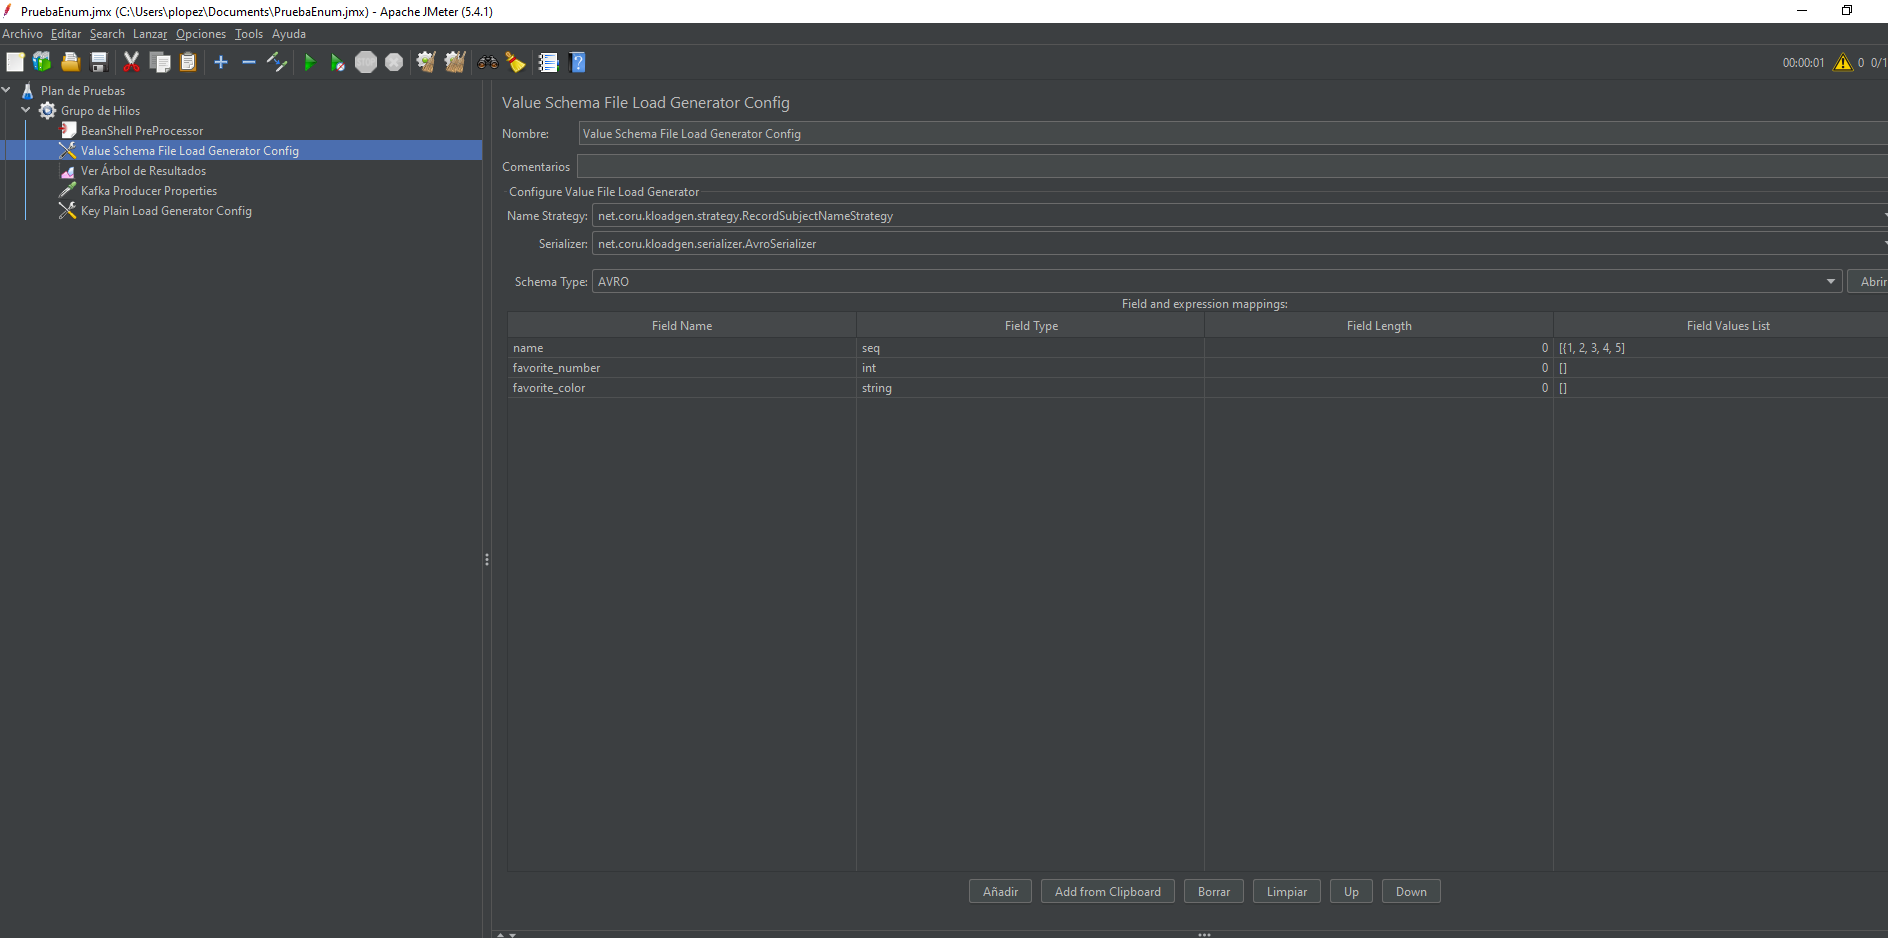 PruebaEnum.jmx (C:\Users\plopez\Documents\PruebaEnum.jmx) - Apache JMeter (5.4.1)
Archivo Editar Search Lanzar Opciones Tools Ayuda
STOP
00:00:01 0 0/1
Plan de Pruebas
Grupo de Hilos
BeanShell PreProcessor
Value Schema File Load Generator Config
Ver Árbol de Resultados
Kafka Producer Properties
Key Plain Load Generator Config
Value Schema File Load Generator Config
Nombre: Value Schema File Load Generator Config
Comentarios
Configure Value File Load Generator
Name Strategy: net.coru.kloadgen.strategy.RecordSubjectNameStrategy
Serializer: net.coru.kloadgen.serializer.AvroSerializer
Schema Type: AVRO Abrir
Field and expression mappings:
Field Name Field Type Field Length Field Values List
name seq 0 [{1, 2, 3, 4, 5]
favorite_number int 0 []
favorite_color string 0 []
Añadir Add from Clipboard Borrar Limpiar Up Down